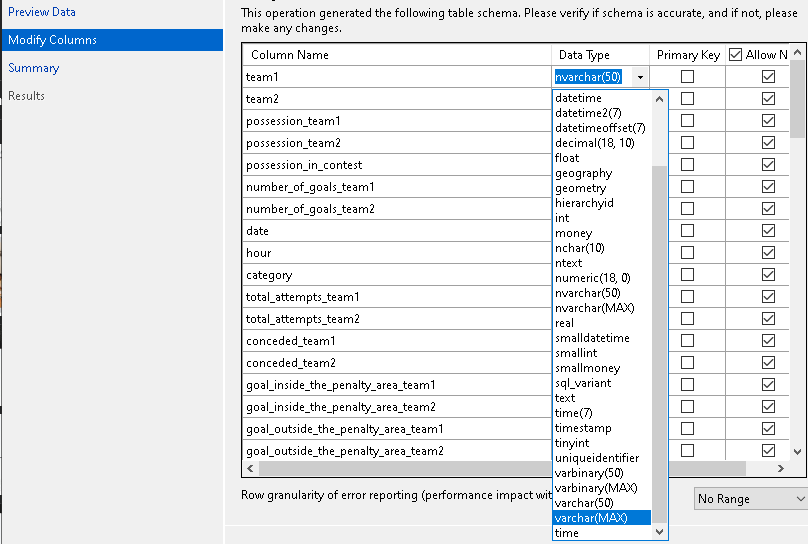 Preview Data
Modify Columns
Summary
Results
This operation generated the following table schema. Please verify if schema is accurate, and if not, please
make any changes.
Column Name Data Type Primary Key Allow N
team1 nvarchar(50)
team2
possession_team1
possession_team2
possession_in_contest
number_of_goals_team1
number_of_goals_team2
date
hour
category
total_attempts_team1
total_attempts_team2
conceded_team1
conceded_team2
goal_inside_the_penalty_area_team1
goal_inside_the_penalty_area_team2
goal_outside_the_penalty_area_team1
goal_outside_the_penalty_area_team2
datetime
datetime2(7)
datetimeoffset(7)
decimal(18, 10)
float
geography
geometry
hierarchyid
int
money
nchar(10)
ntext
numeric(18, 0)
nvarchar(50)
nvarchar(MAX)
real
smalldatetime
smallint
smallmoney
sql_variant
text
time(7)
timestamp
tinyint
uniqueidentifier
varbinary(50)
varbinary(MAX)
varchar(50)
varchar(MAX)
time
Row granularity of error reporting (performance impact wit
No Range